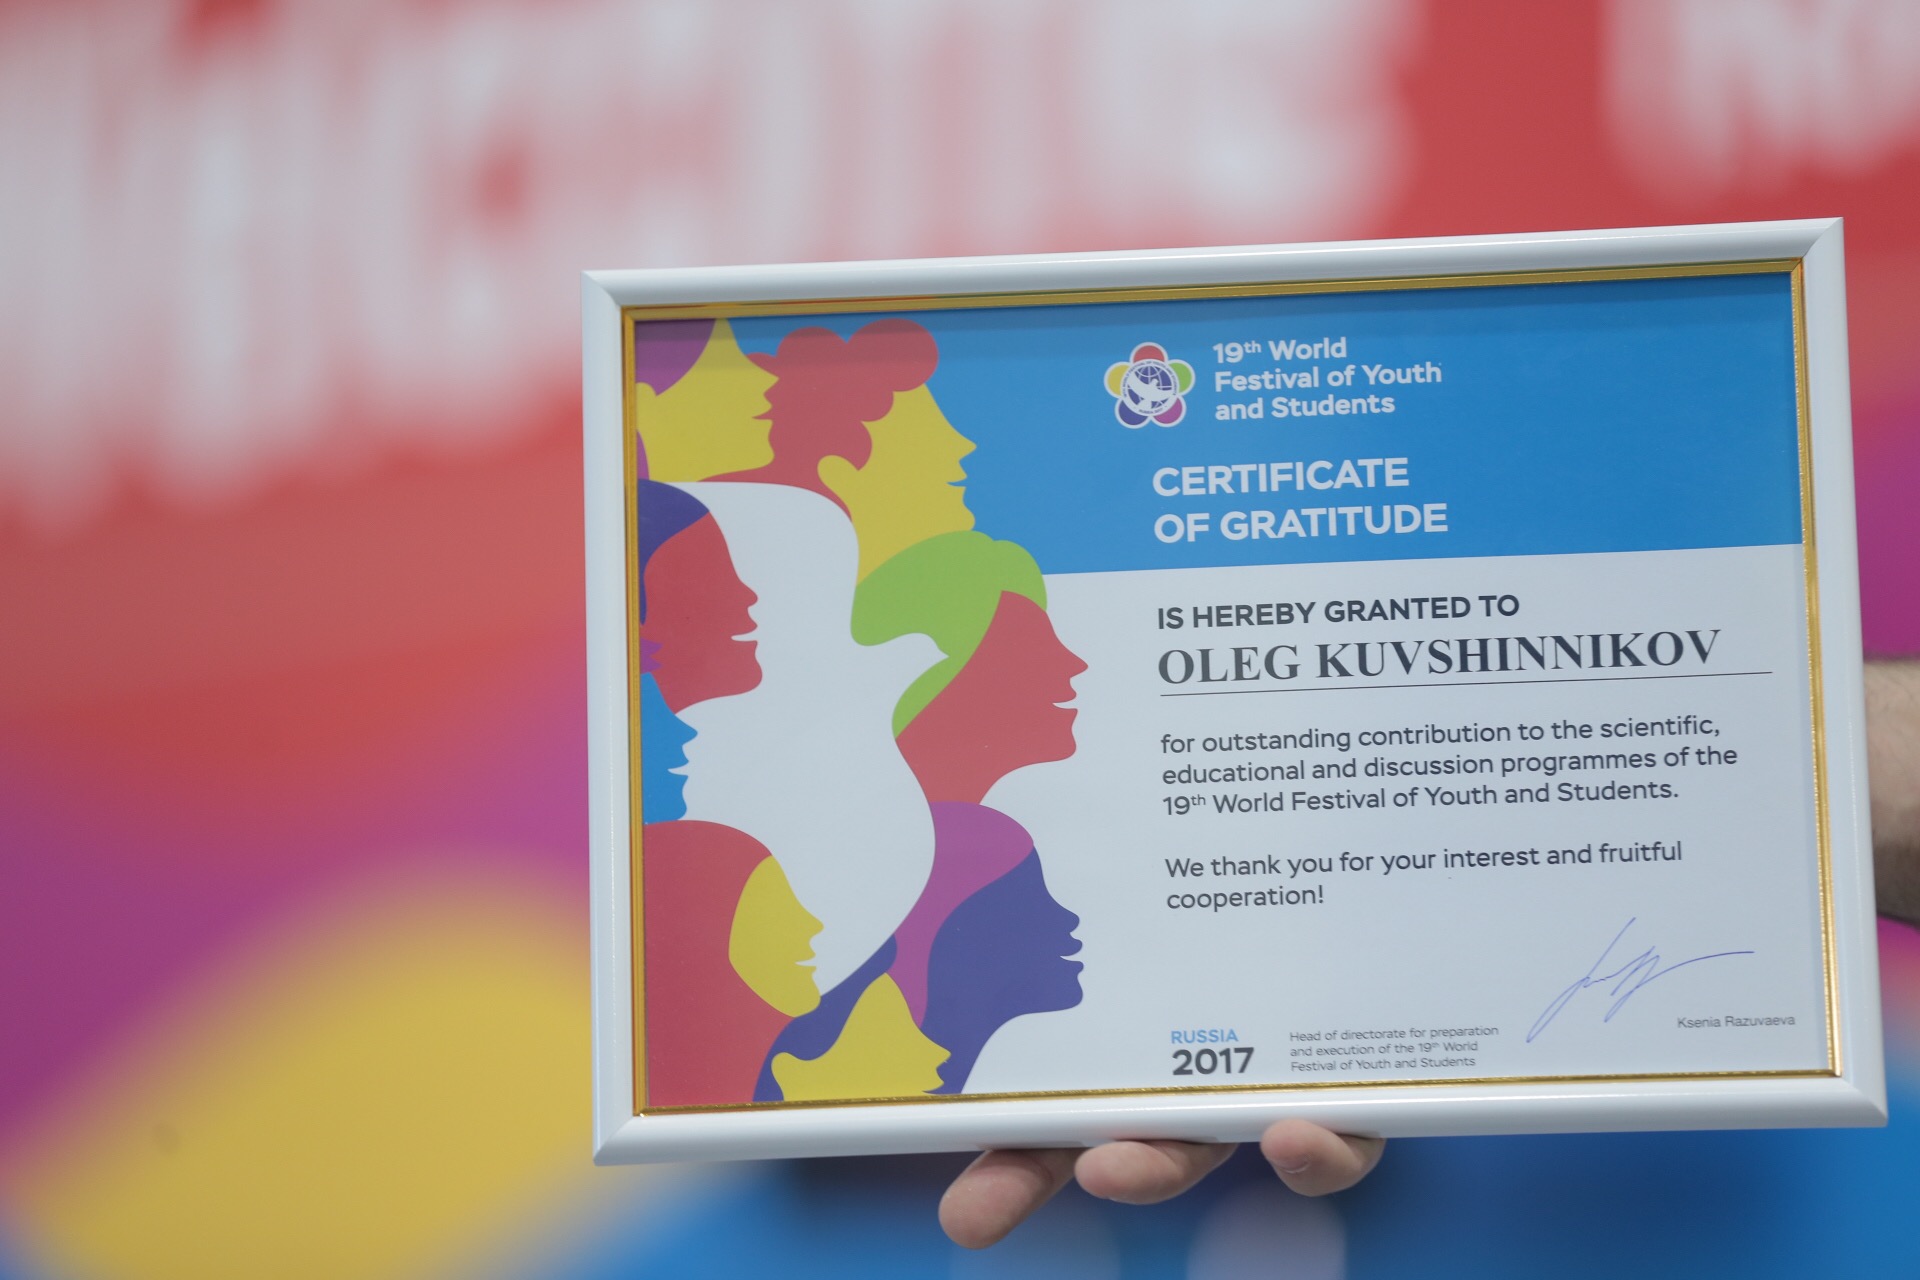 19th World
Festival of Youth
and Students
CERTIFICATE
OF GRATITUDE
IS HEREBY GRANTED TO
OLEG KUVSHINNIKOV
for outstanding contribution to the scientific,
educational and discussion programmes of the
19th World Festival of Youth and Students.
We thank you for your interest and fruitful
cooperation!
RUSSIA
2017
Head of directorate for preparation
and execution of the 19th World
Festival of Youth and Students
Ksenia Razuvaeva